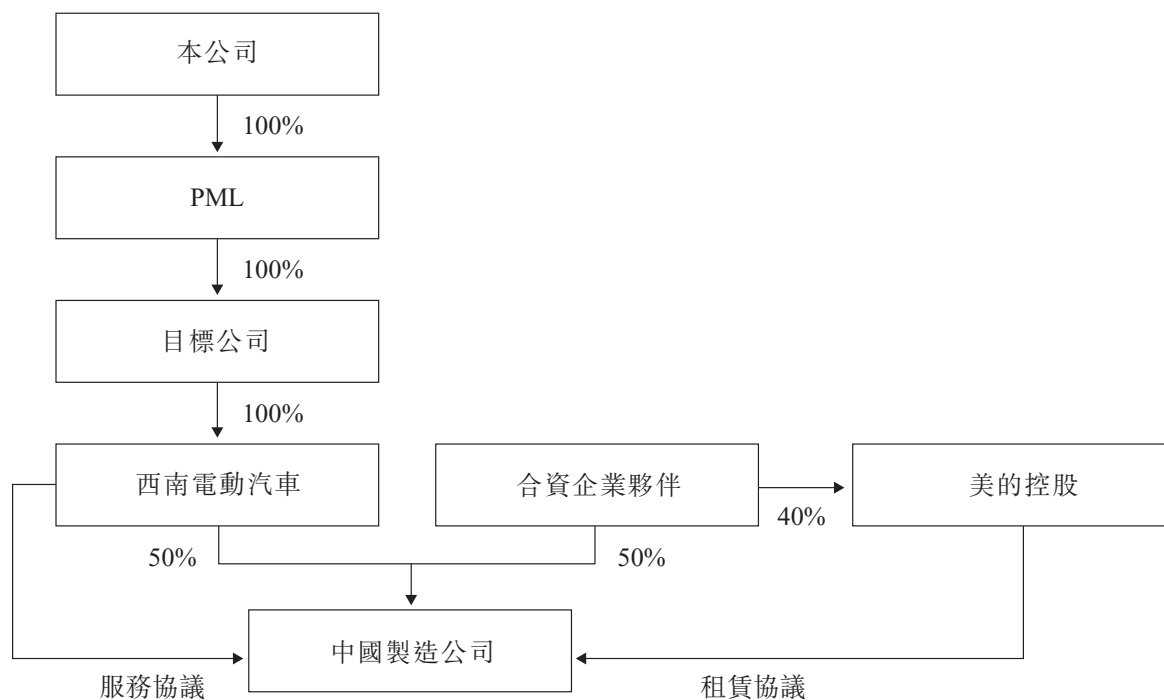 本公司
100%
PML
100%
目標公司
100%
西南電動汽車
合資企業夥伴
美的控股
40%
50%
50%
中國製造公司
服務協議
租賃協議